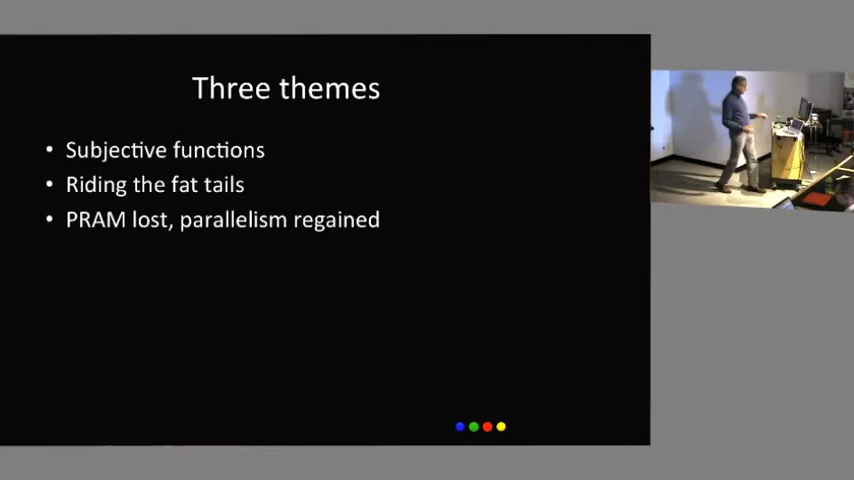 Three themes
• Subjective functions
• Riding the fat tails
• PRAM lost, parallelism regained